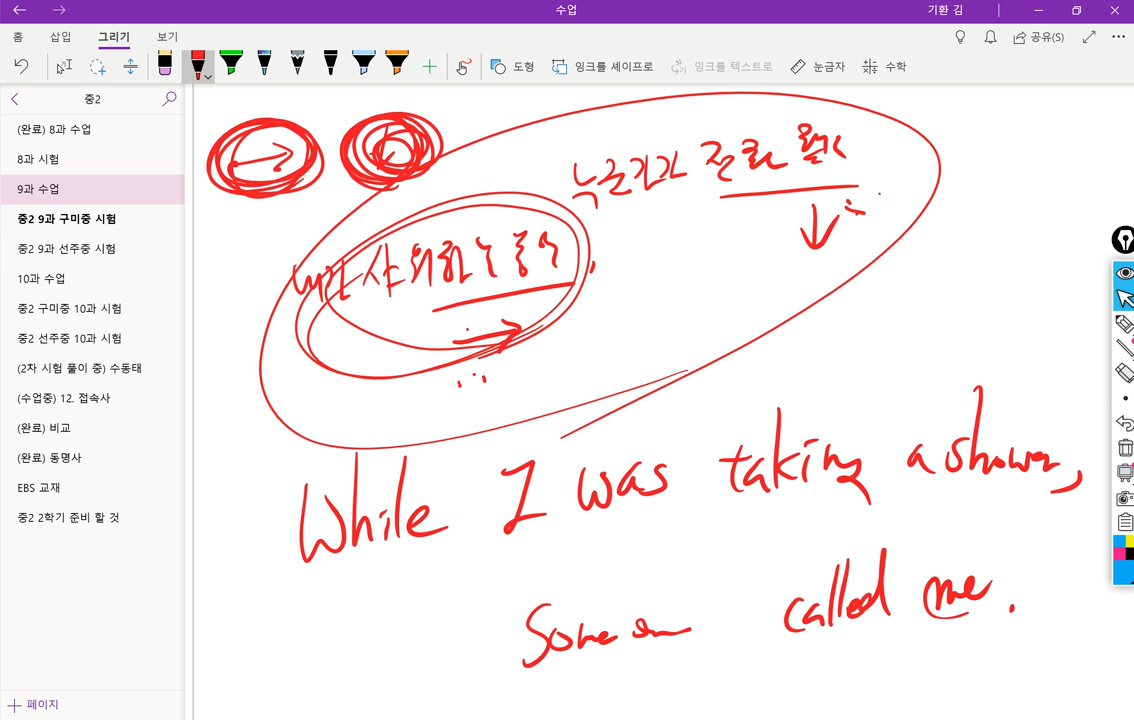 수업
기환 김
홈 삽입 그리기 보기
공유(S)
도형 잉크를 셰이프로 잉크를 텍스트로 눈금자 수학
중2
(완료) 8과 수업
8과 시험
9과 수업
중2 9과 구미중 시험
중2 9과 선주중 시험
10과 수업
중2 구미중 10과 시험
중2 선주중 10과 시험
(2차 시험 풀이 중) 수동태
(수업중) 12. 접속사
(완료) 비교
(완료) 동명사
EBS 교재
중2 2학기 준비 할 것
페이지
누군가가 전화
내가 샤워하는 중
While I was taking a shower,
Someone called me.